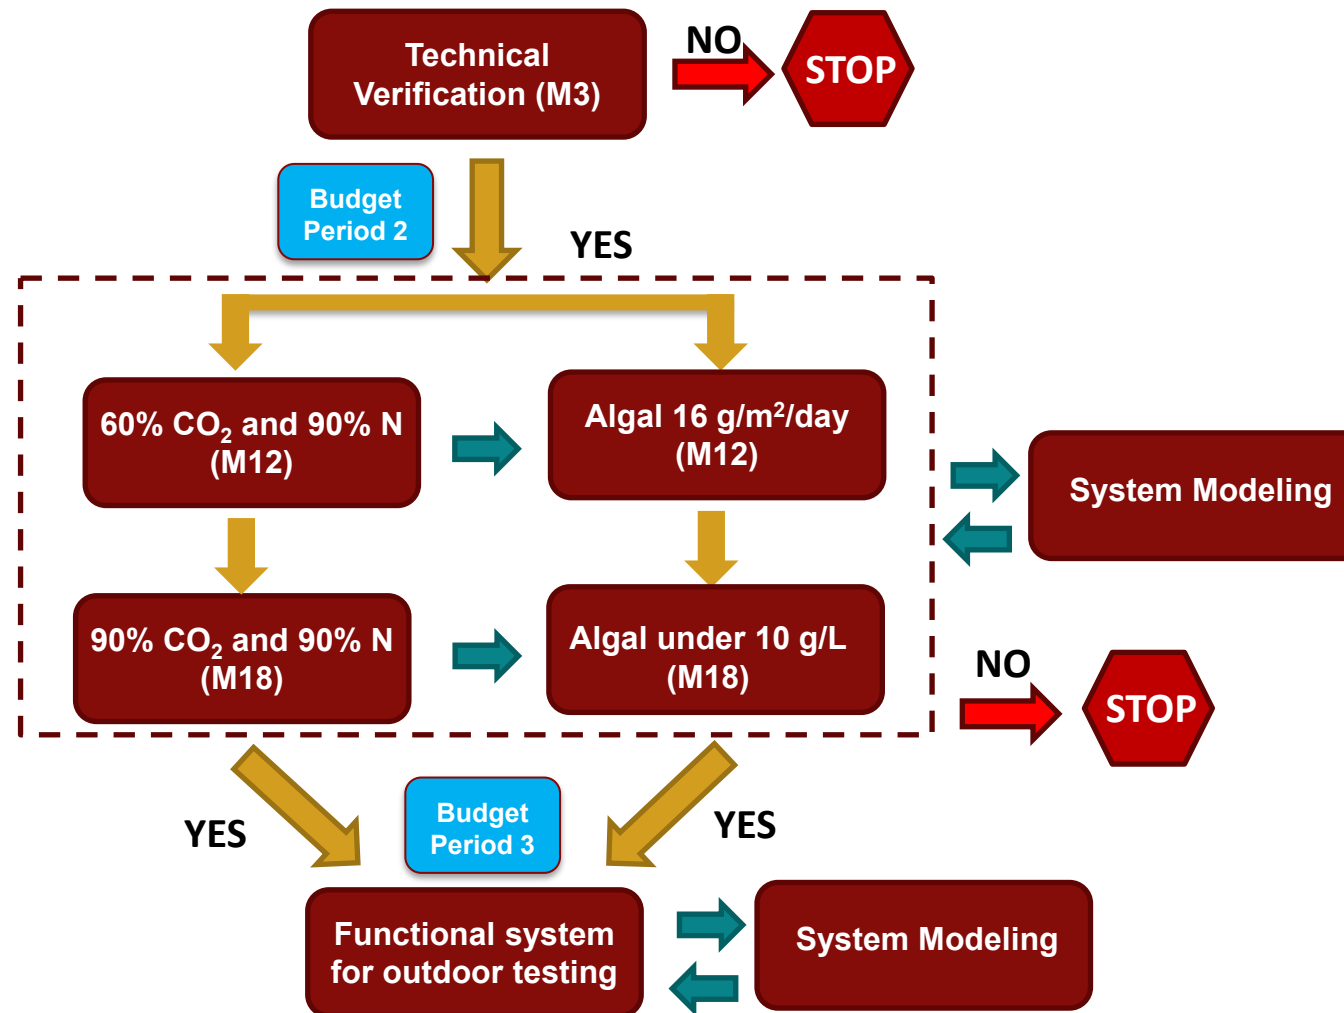 Technical
Verification (M3)
NO
STOP
Budget
Period 2
YES
60% CO₂ and 90% N
(M12)
Algal 16 g/m²/day
(M12)
System Modeling
90% CO₂ and 90% N
(M18)
Algal under 10 g/L
(M18)
NO
STOP
YES
Budget
Period 3
YES
Functional system
for outdoor testing
System Modeling